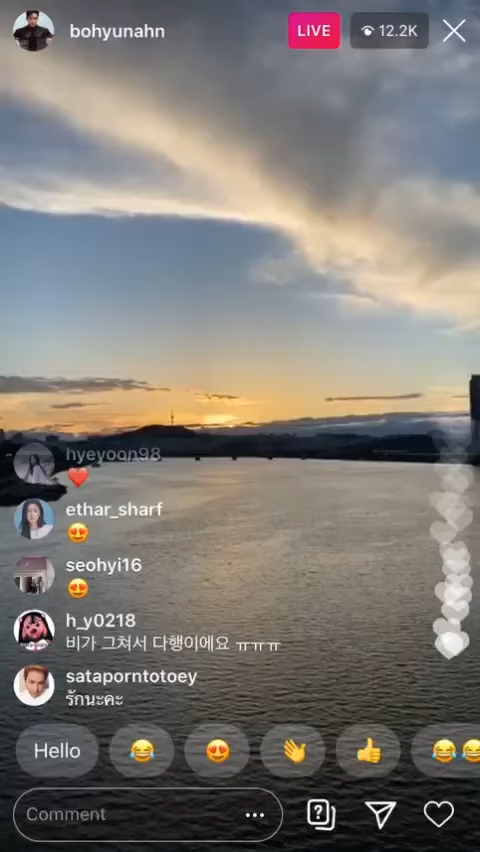 bohyunahn
LIVE
12.2K
hyeyoon98
❤️
ethar_sharf
😍
seohyi16
😍
h_y0218
비가 그쳐서 다행이에요 ㅠㅠㅠ
sataporntotoey
รักนะคะ
Hello 😂 😍 👋 👍 😂😂
Comment